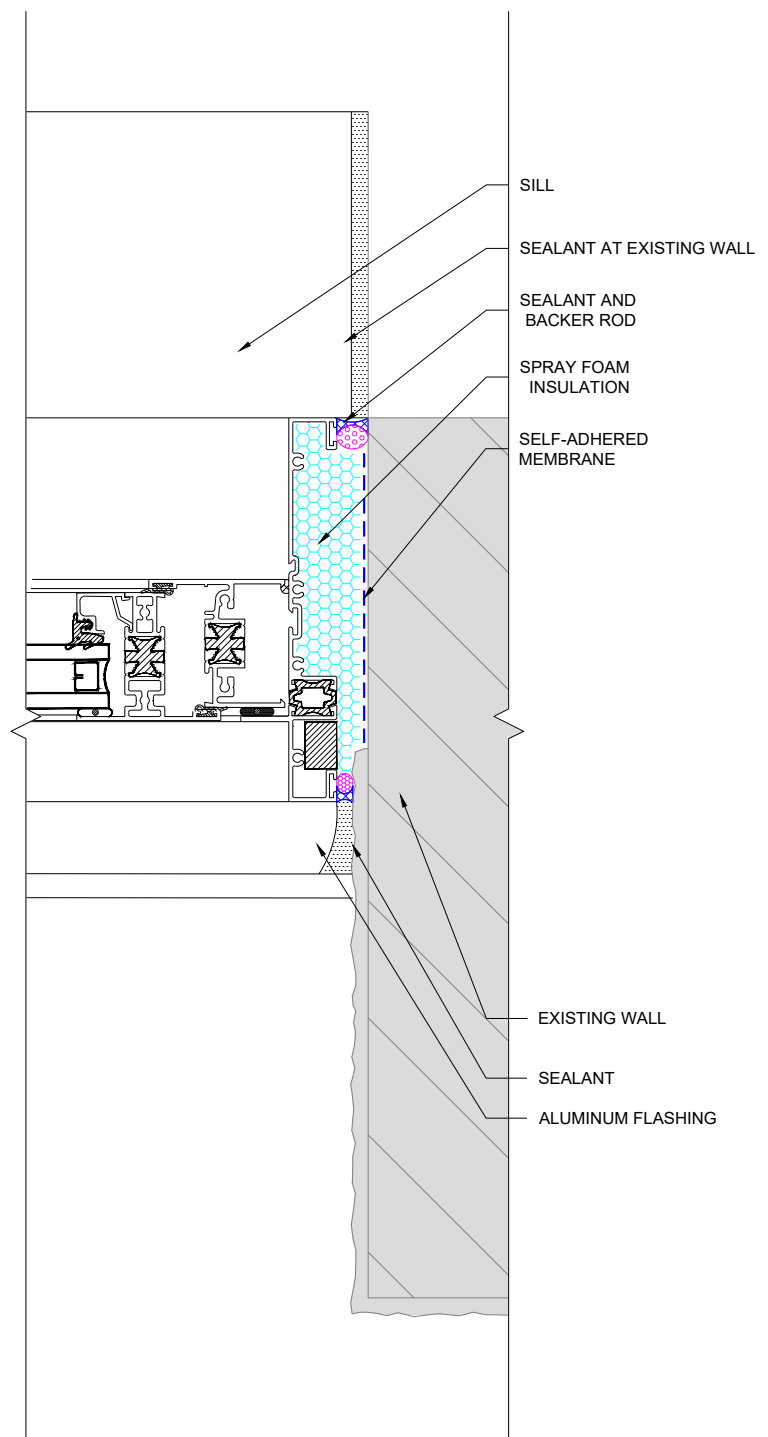 SILL
SEALANT AT EXISTING WALL
SEALANT AND
BACKER ROD
SPRAY FOAM
INSULATION
SELF-ADHERED
MEMBRANE
EXISTING WALL
SEALANT
ALUMINUM FLASHING